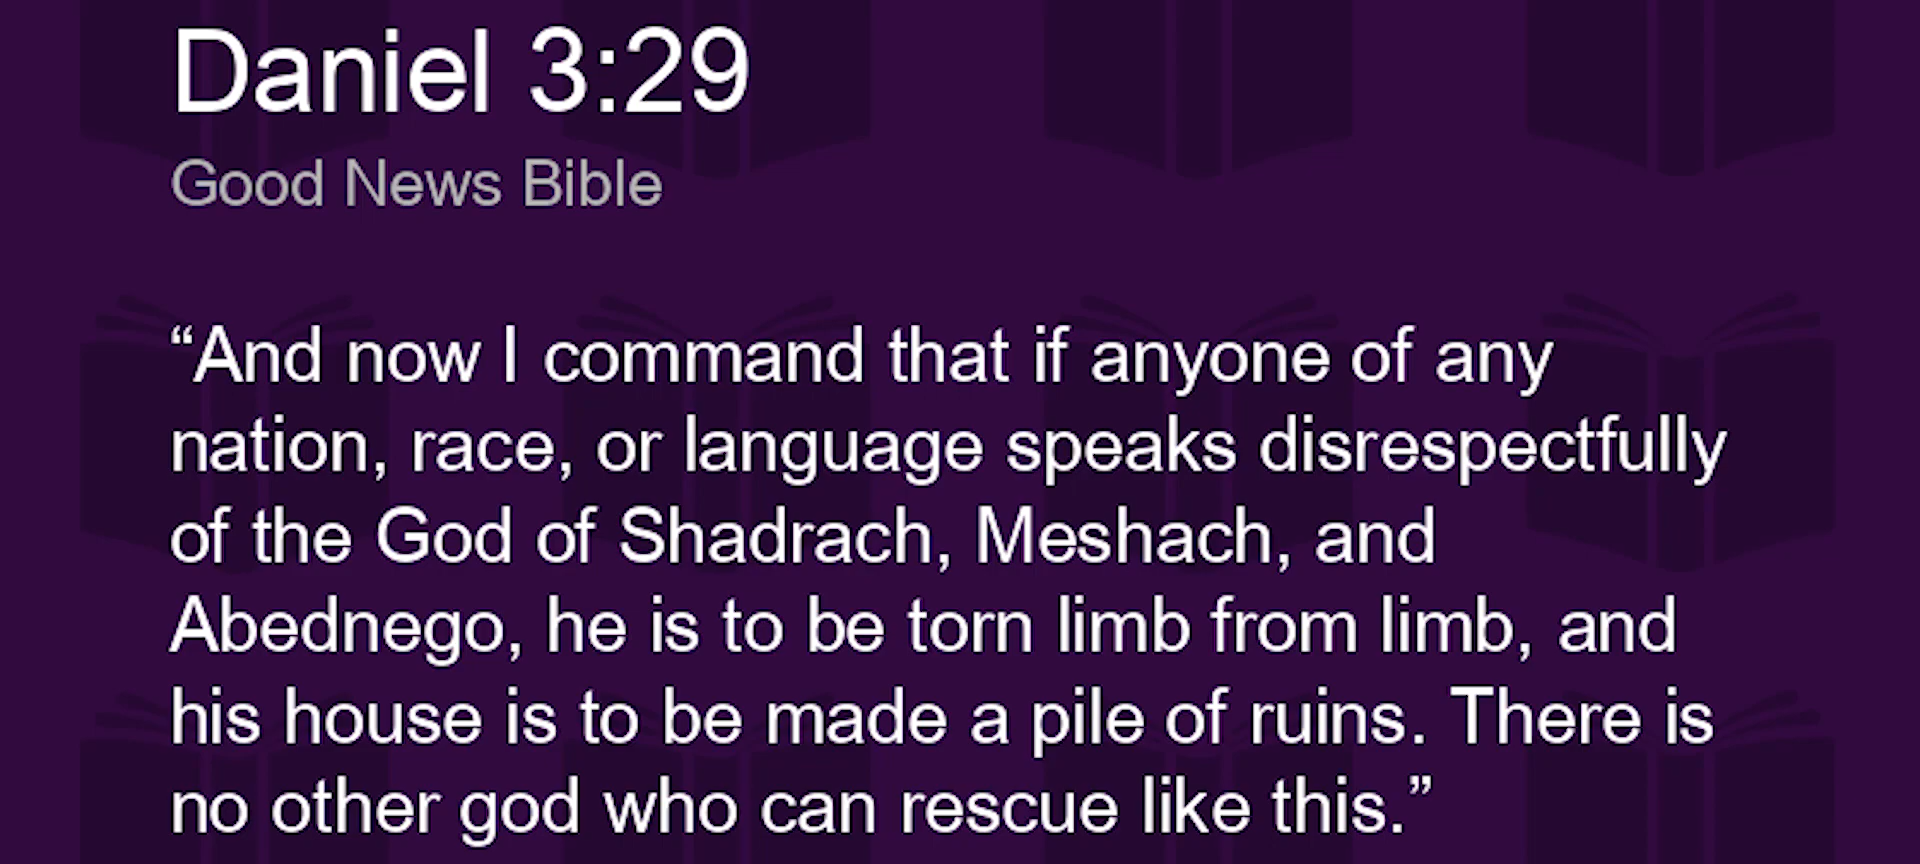 Daniel 3:29
Good News Bible
“And now I command that if anyone of any
nation, race, or language speaks disrespectfully
of the God of Shadrach, Meshach, and
Abednego, he is to be torn limb from limb, and
his house is to be made a pile of ruins. There is
no other god who can rescue like this.”